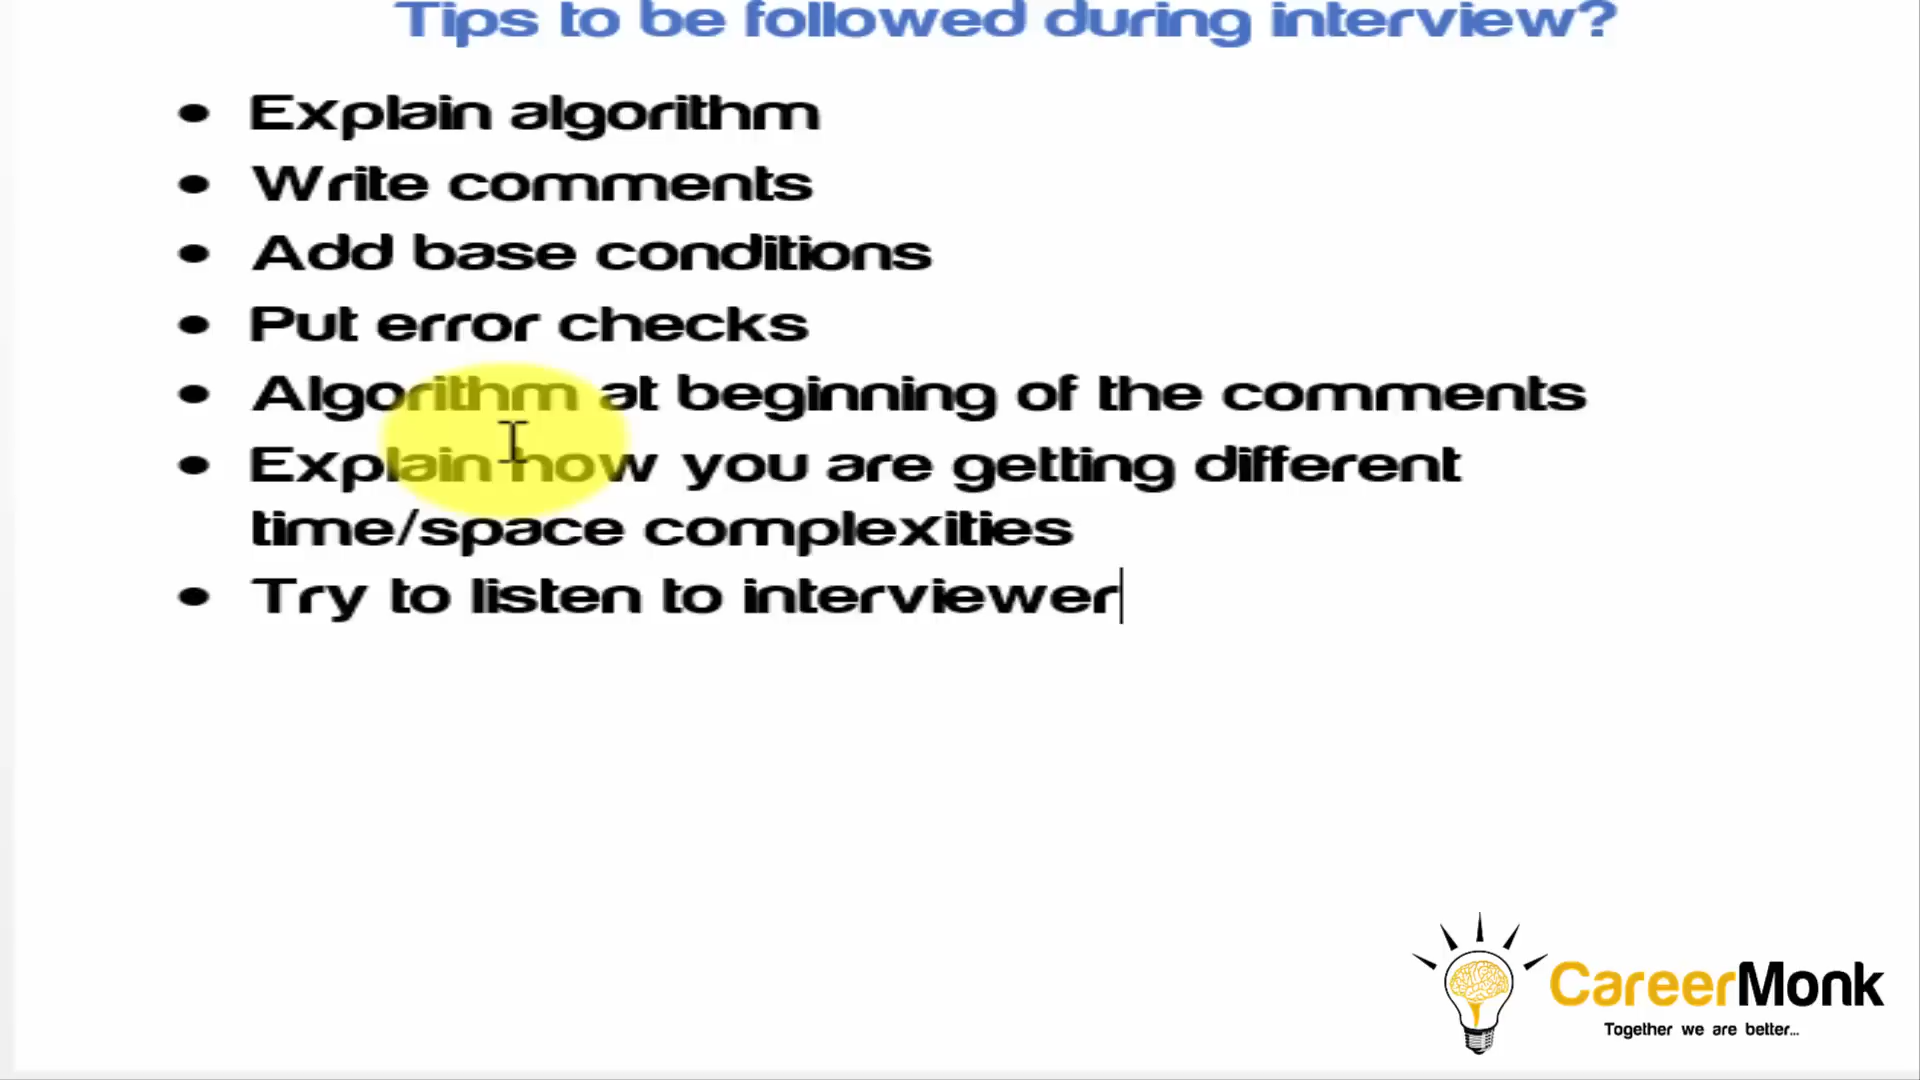 Tips to be followed during interview?
• Explain algorithm
• Write comments
• Add base conditions
• Put error checks
• Algorithm at beginning of the comments
• Explain how you are getting different
time/space complexities
• Try to listen to interviewer
CareerMonk
Together we are better...